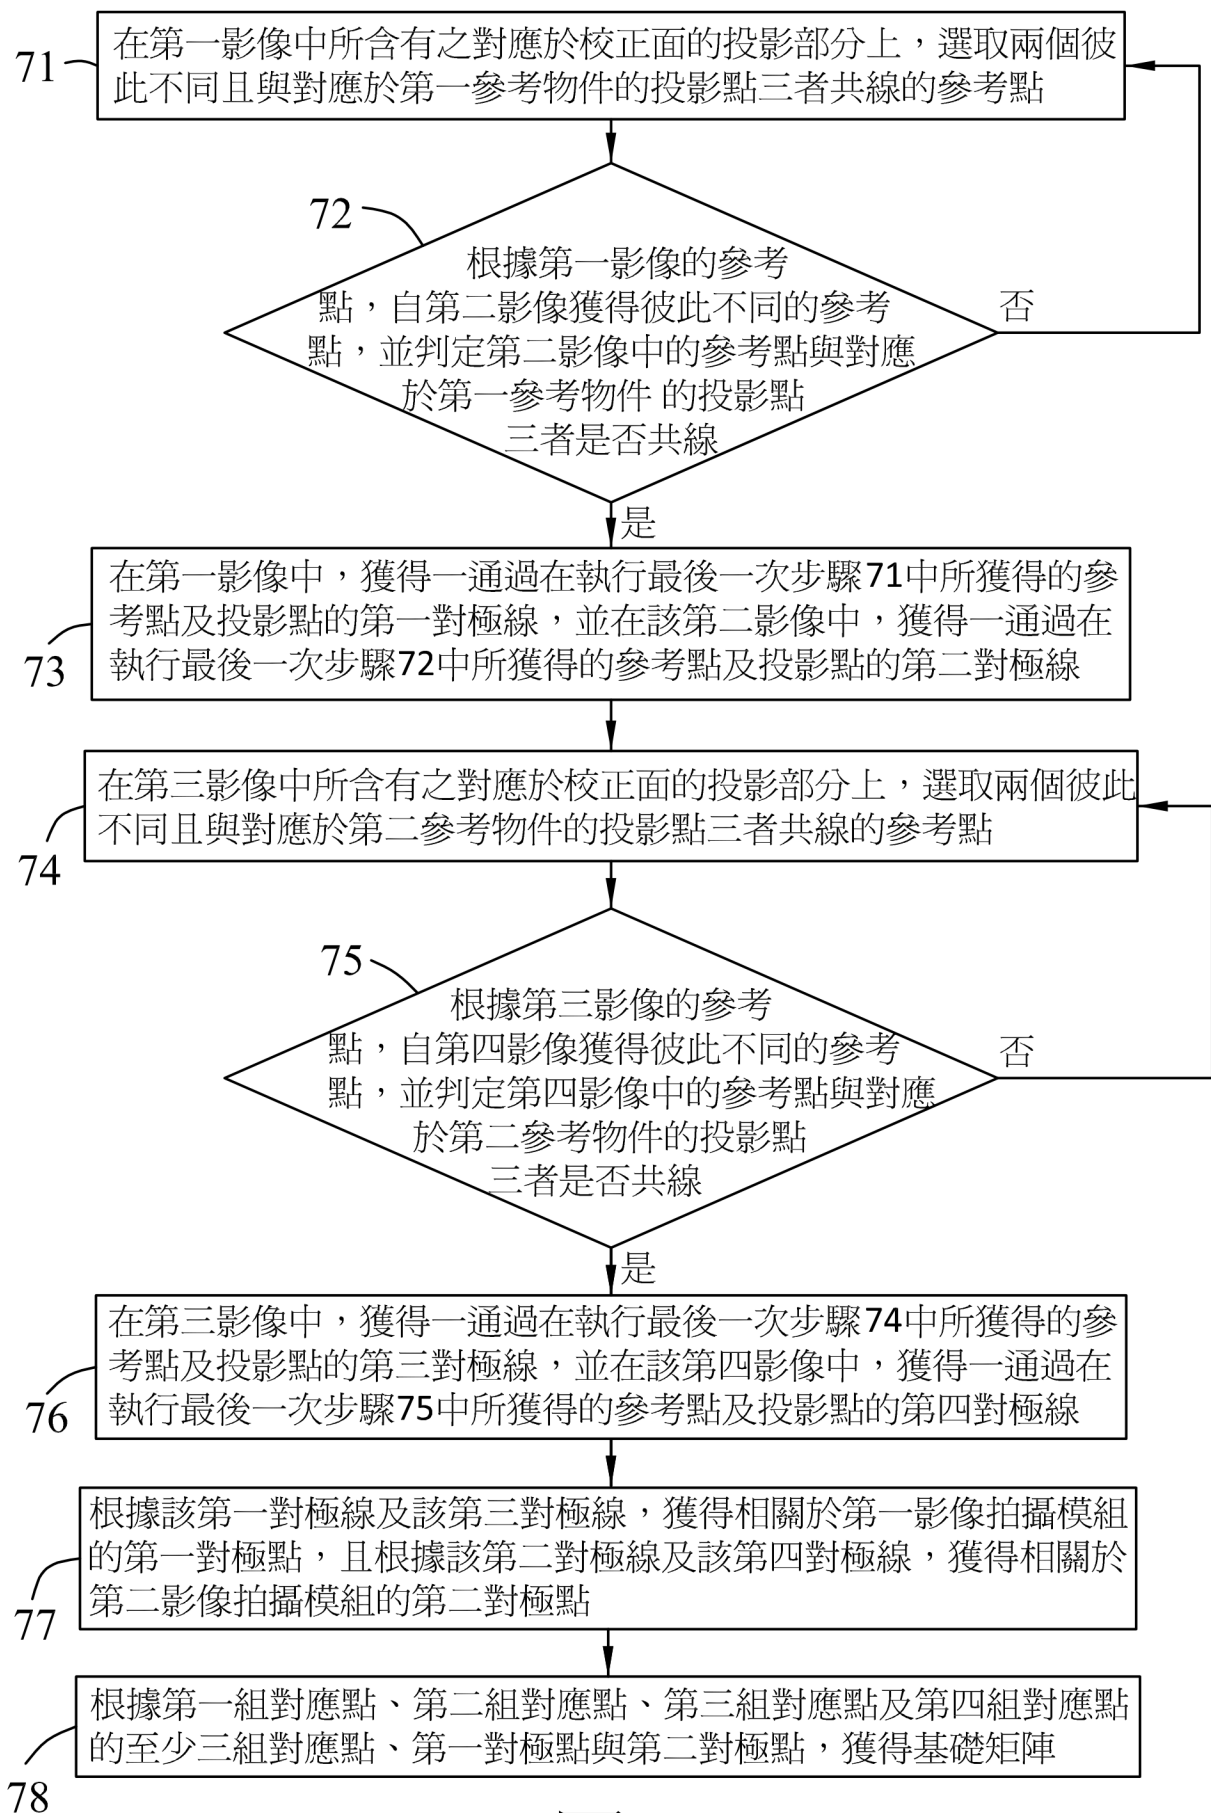 71
在第一影像中所含有之對應於校正面的投影部分上，選取兩個彼
此不同且與對應於第一參考物件的投影點三者共線的參考點
72
根據第一影像的參考
點，自第二影像獲得彼此不同的參考
點，並判定第二影像中的參考點與對應
於第一參考物件 的投影點
三者是否共線
否
是
73
在第一影像中，獲得一通過在執行最後一次步驟71中所獲得的參
考點及投影點的第一對極線，並在該第二影像中，獲得一通過在
執行最後一次步驟72中所獲得的參考點及投影點的第二對極線
74
在第三影像中所含有之對應於校正面的投影部分上，選取兩個彼此
不同且與對應於第二參考物件的投影點三者共線的參考點
75
根據第三影像的參考
點，自第四影像獲得彼此不同的參考
點，並判定第四影像中的參考點與對應
於第二參考物件的投影點
三者是否共線
否
是
76
在第三影像中，獲得一通過在執行最後一次步驟74中所獲得的參
考點及投影點的第三對極線，並在該第四影像中，獲得一通過在
執行最後一次步驟75中所獲得的參考點及投影點的第四對極線
77
根據該第一對極線及該第三對極線，獲得相關於第一影像拍攝模組
的第一對極點，且根據該第二對極線及該第四對極線，獲得相關於
第二影像拍攝模組的第二對極點
78
根據第一組對應點、第二組對應點、第三組對應點及第四組對應點
的至少三組對應點、第一對極點與第二對極點，獲得基礎矩陣